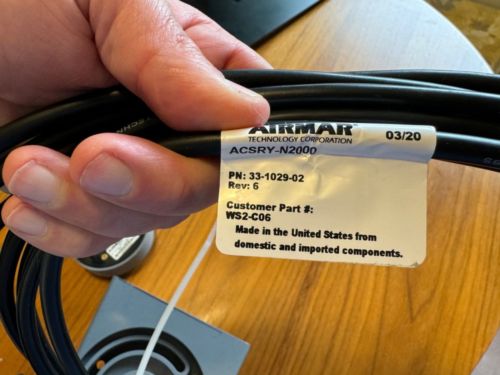 AIRMAR 03/20
TECHNOLOGY CORPORATION
ACSRY-N2000
PN: 33-1029-02
Rev: 6
Customer Part #:
WS2-C06
Made in the United States from
domestic and imported components.